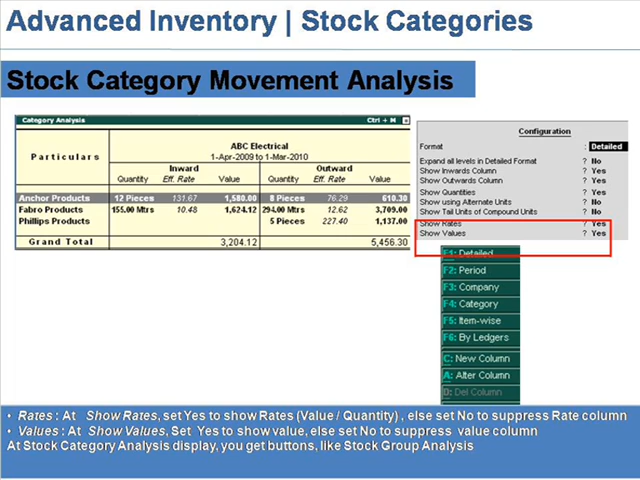 Advanced Inventory | Stock Categories
Stock Category Movement Analysis
Category Analysis Ctrl + M
Particulars
ABC Electrical
1-Apr-2009 to 1-Mar-2010
Inward Outward
Quantity Eff. Rate Value Quantity Eff. Rate Value
Anchor Products 12 Pieces 131.67 1,580.00 8 Pieces 76.29 610.30
Fabro Products 155.00 Mtrs 10.48 1,624.12 294.00 Mtrs 12.62 3,709.00
Phillips Products 5 Pieces 227.40 1,137.00
Grand Total 3,204.12 5,456.30
Configuration
Format : Detailed
Expand all levels in Detailed Format ? No
Show Inwards Column ? Yes
Show Outwards Column ? Yes
Show Quantities ? Yes
Show using Alternate Units ? No
Show Tail Units of Compound Units ? No
Show Rates ? Yes
Show Values ? Yes
F1: Detailed
F2: Period
F3: Company
F4: Category
F5: Item-wise
F6: By Ledgers
C: New Column
A: Alter Column
D: Del Column
• Rates : At Show Rates, set Yes to show Rates (Value / Quantity) , else set No to suppress Rate column
• Values : At Show Values, Set Yes to show value, else set No to suppress value column
At Stock Category Analysis display, you get buttons, like Stock Group Analysis